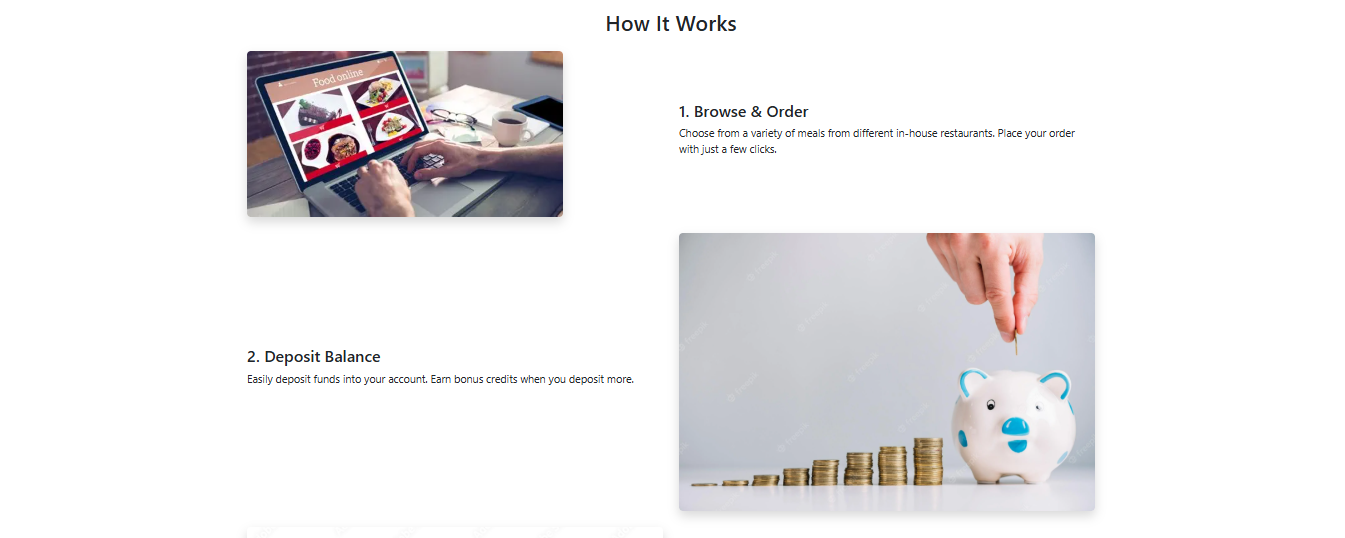 How It Works
Food online
1. Browse & Order
Choose from a variety of meals from different in-house restaurants. Place your order
with just a few clicks.
2. Deposit Balance
Easily deposit funds into your account. Earn bonus credits when you deposit more.